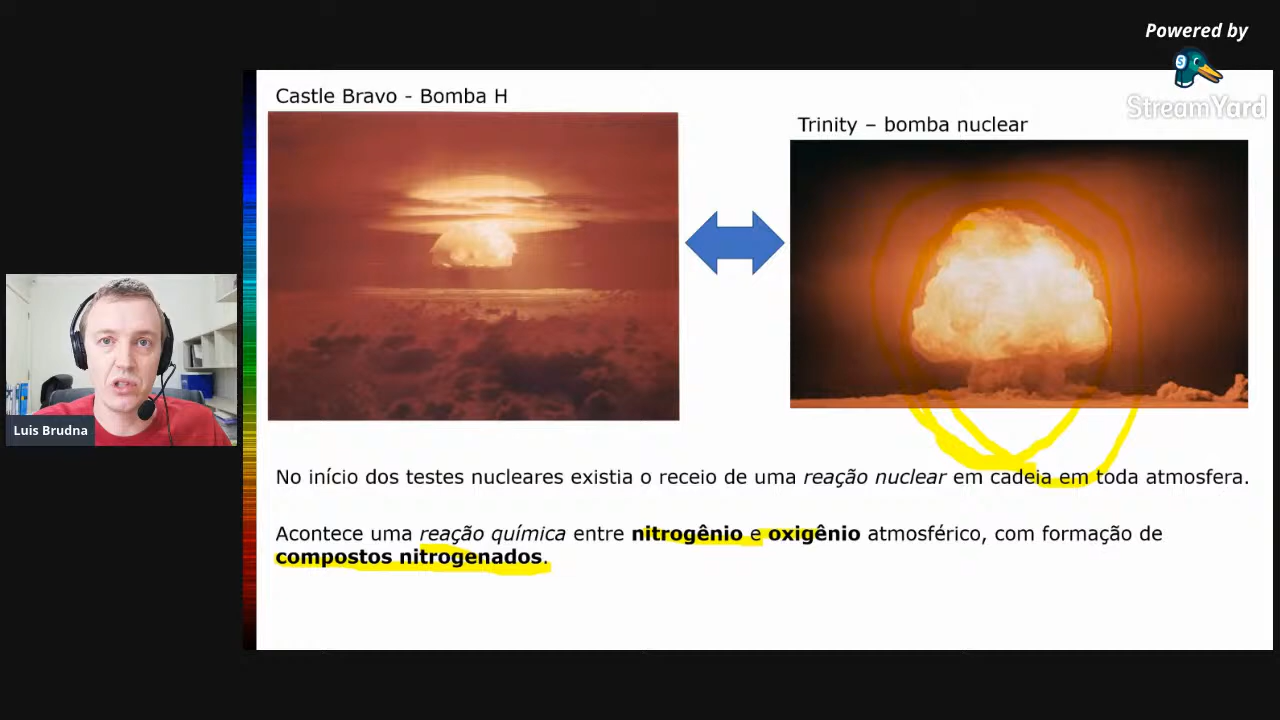 Powered by
StreamYard
Castle Bravo - Bomba H
Trinity – bomba nuclear
Luis Brudna
No início dos testes nucleares existia o receio de uma reação nuclear em cadeia em toda atmosfera.
Acontece uma reação química entre nitrogênio e oxigênio atmosférico, com formação de
compostos nitrogenados.